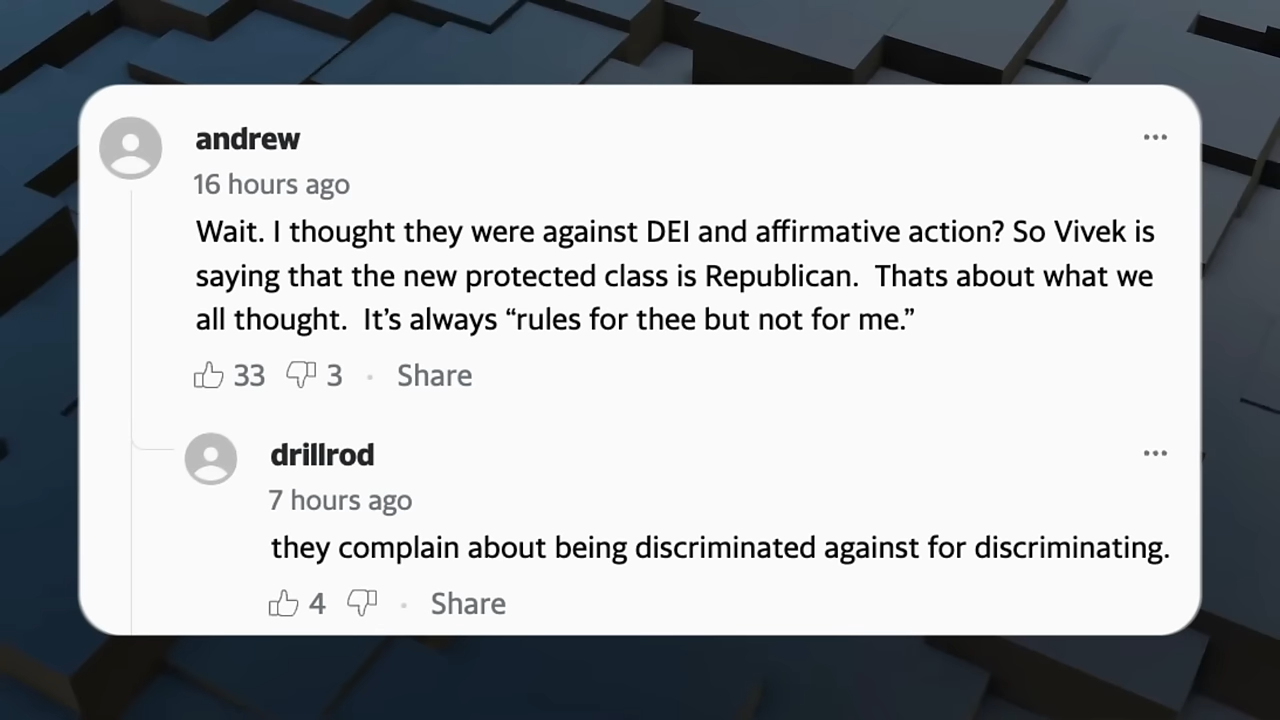 andrew
16 hours ago
Wait. I thought they were against DEI and affirmative action? So Vivek is
saying that the new protected class is Republican.  Thats about what we
all thought.  It’s always “rules for thee but not for me.”
33 3 · Share
drillrod
7 hours ago
they complain about being discriminated against for discriminating.
4 · Share